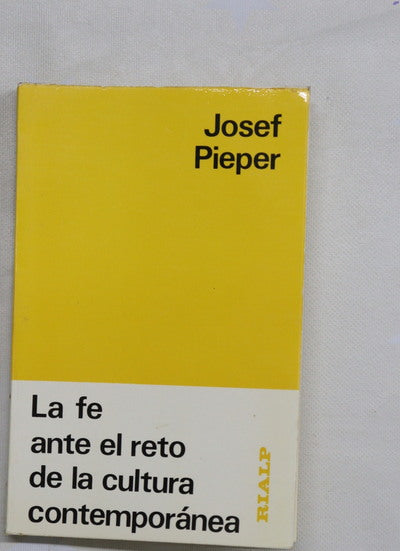 Josef
Pieper
La fe
ante el reto
de la cultura
contemporánea
RIALP